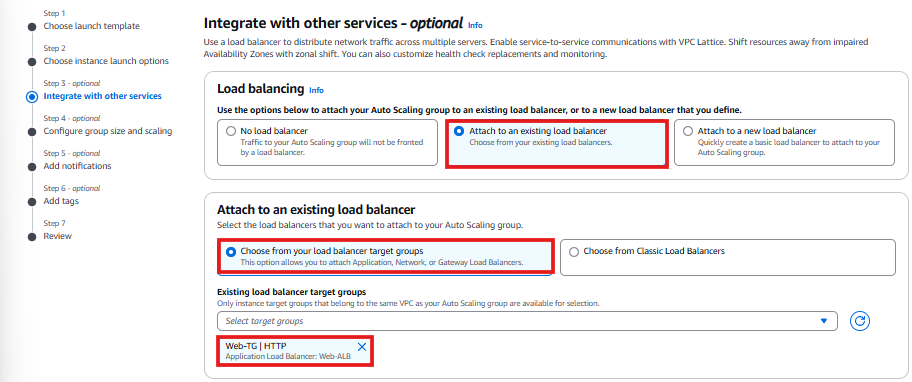 Step 1
Choose launch template
Step 2
Choose instance launch options
Step 3 - optional
Integrate with other services
Step 4 - optional
Configure group size and scaling
Step 5 - optional
Add notifications
Step 6 - optional
Add tags
Step 7
Review
Integrate with other services - optional Info
Use a load balancer to distribute network traffic across multiple servers. Enable service-to-service communications with VPC Lattice. Shift resources away from impaired
Availability Zones with zonal shift. You can also customize health check replacements and monitoring.
Load balancing Info
Use the options below to attach your Auto Scaling group to an existing load balancer, or to a new load balancer that you define.
No load balancer
Traffic to your Auto Scaling group will not be fronted
by a load balancer.
Attach to an existing load balancer
Choose from your existing load balancers.
Attach to a new load balancer
Quickly create a basic load balancer to attach to your
Auto Scaling group.
Attach to an existing load balancer
Select the load balancers that you want to attach to your Auto Scaling group.
Choose from your load balancer target groups
This option allows you to attach Application, Network, or Gateway Load Balancers.
Choose from Classic Load Balancers
Existing load balancer target groups
Only instance target groups that belong to the same VPC as your Auto Scaling group are available for selection.
Select target groups
Web-TG | HTTP
Application Load Balancer: Web-ALB